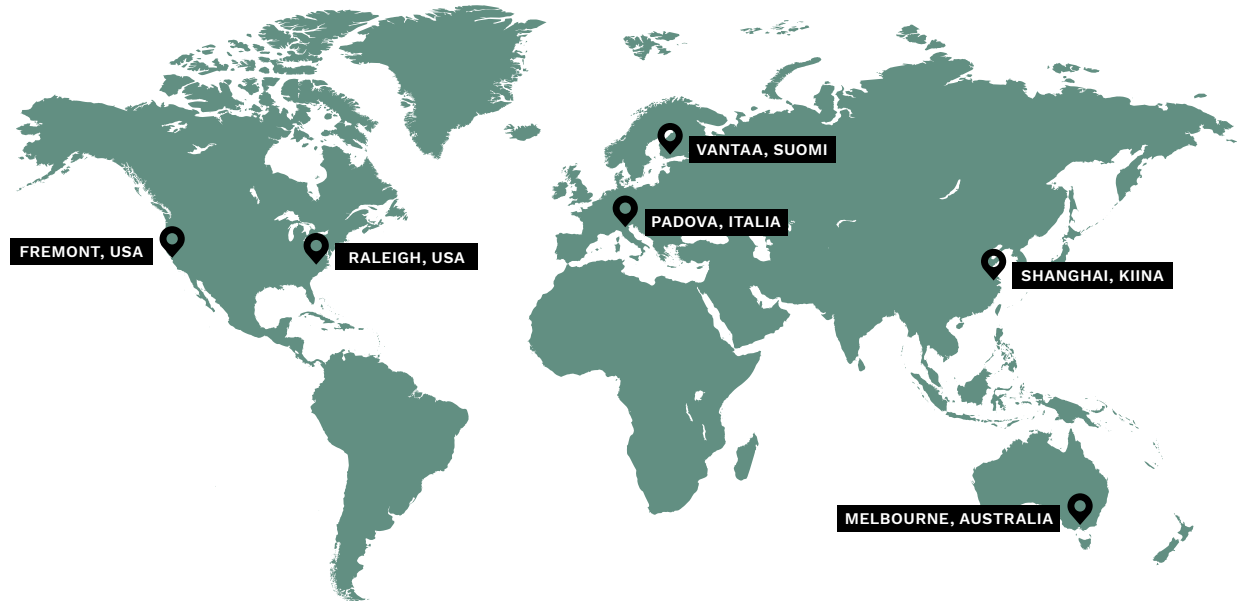 VANTAA, SUOMI
PADOVA, ITALIA
FREMONT, USA
RALEIGH, USA
SHANGHAI, KIINA
MELBOURNE, AUSTRALIA